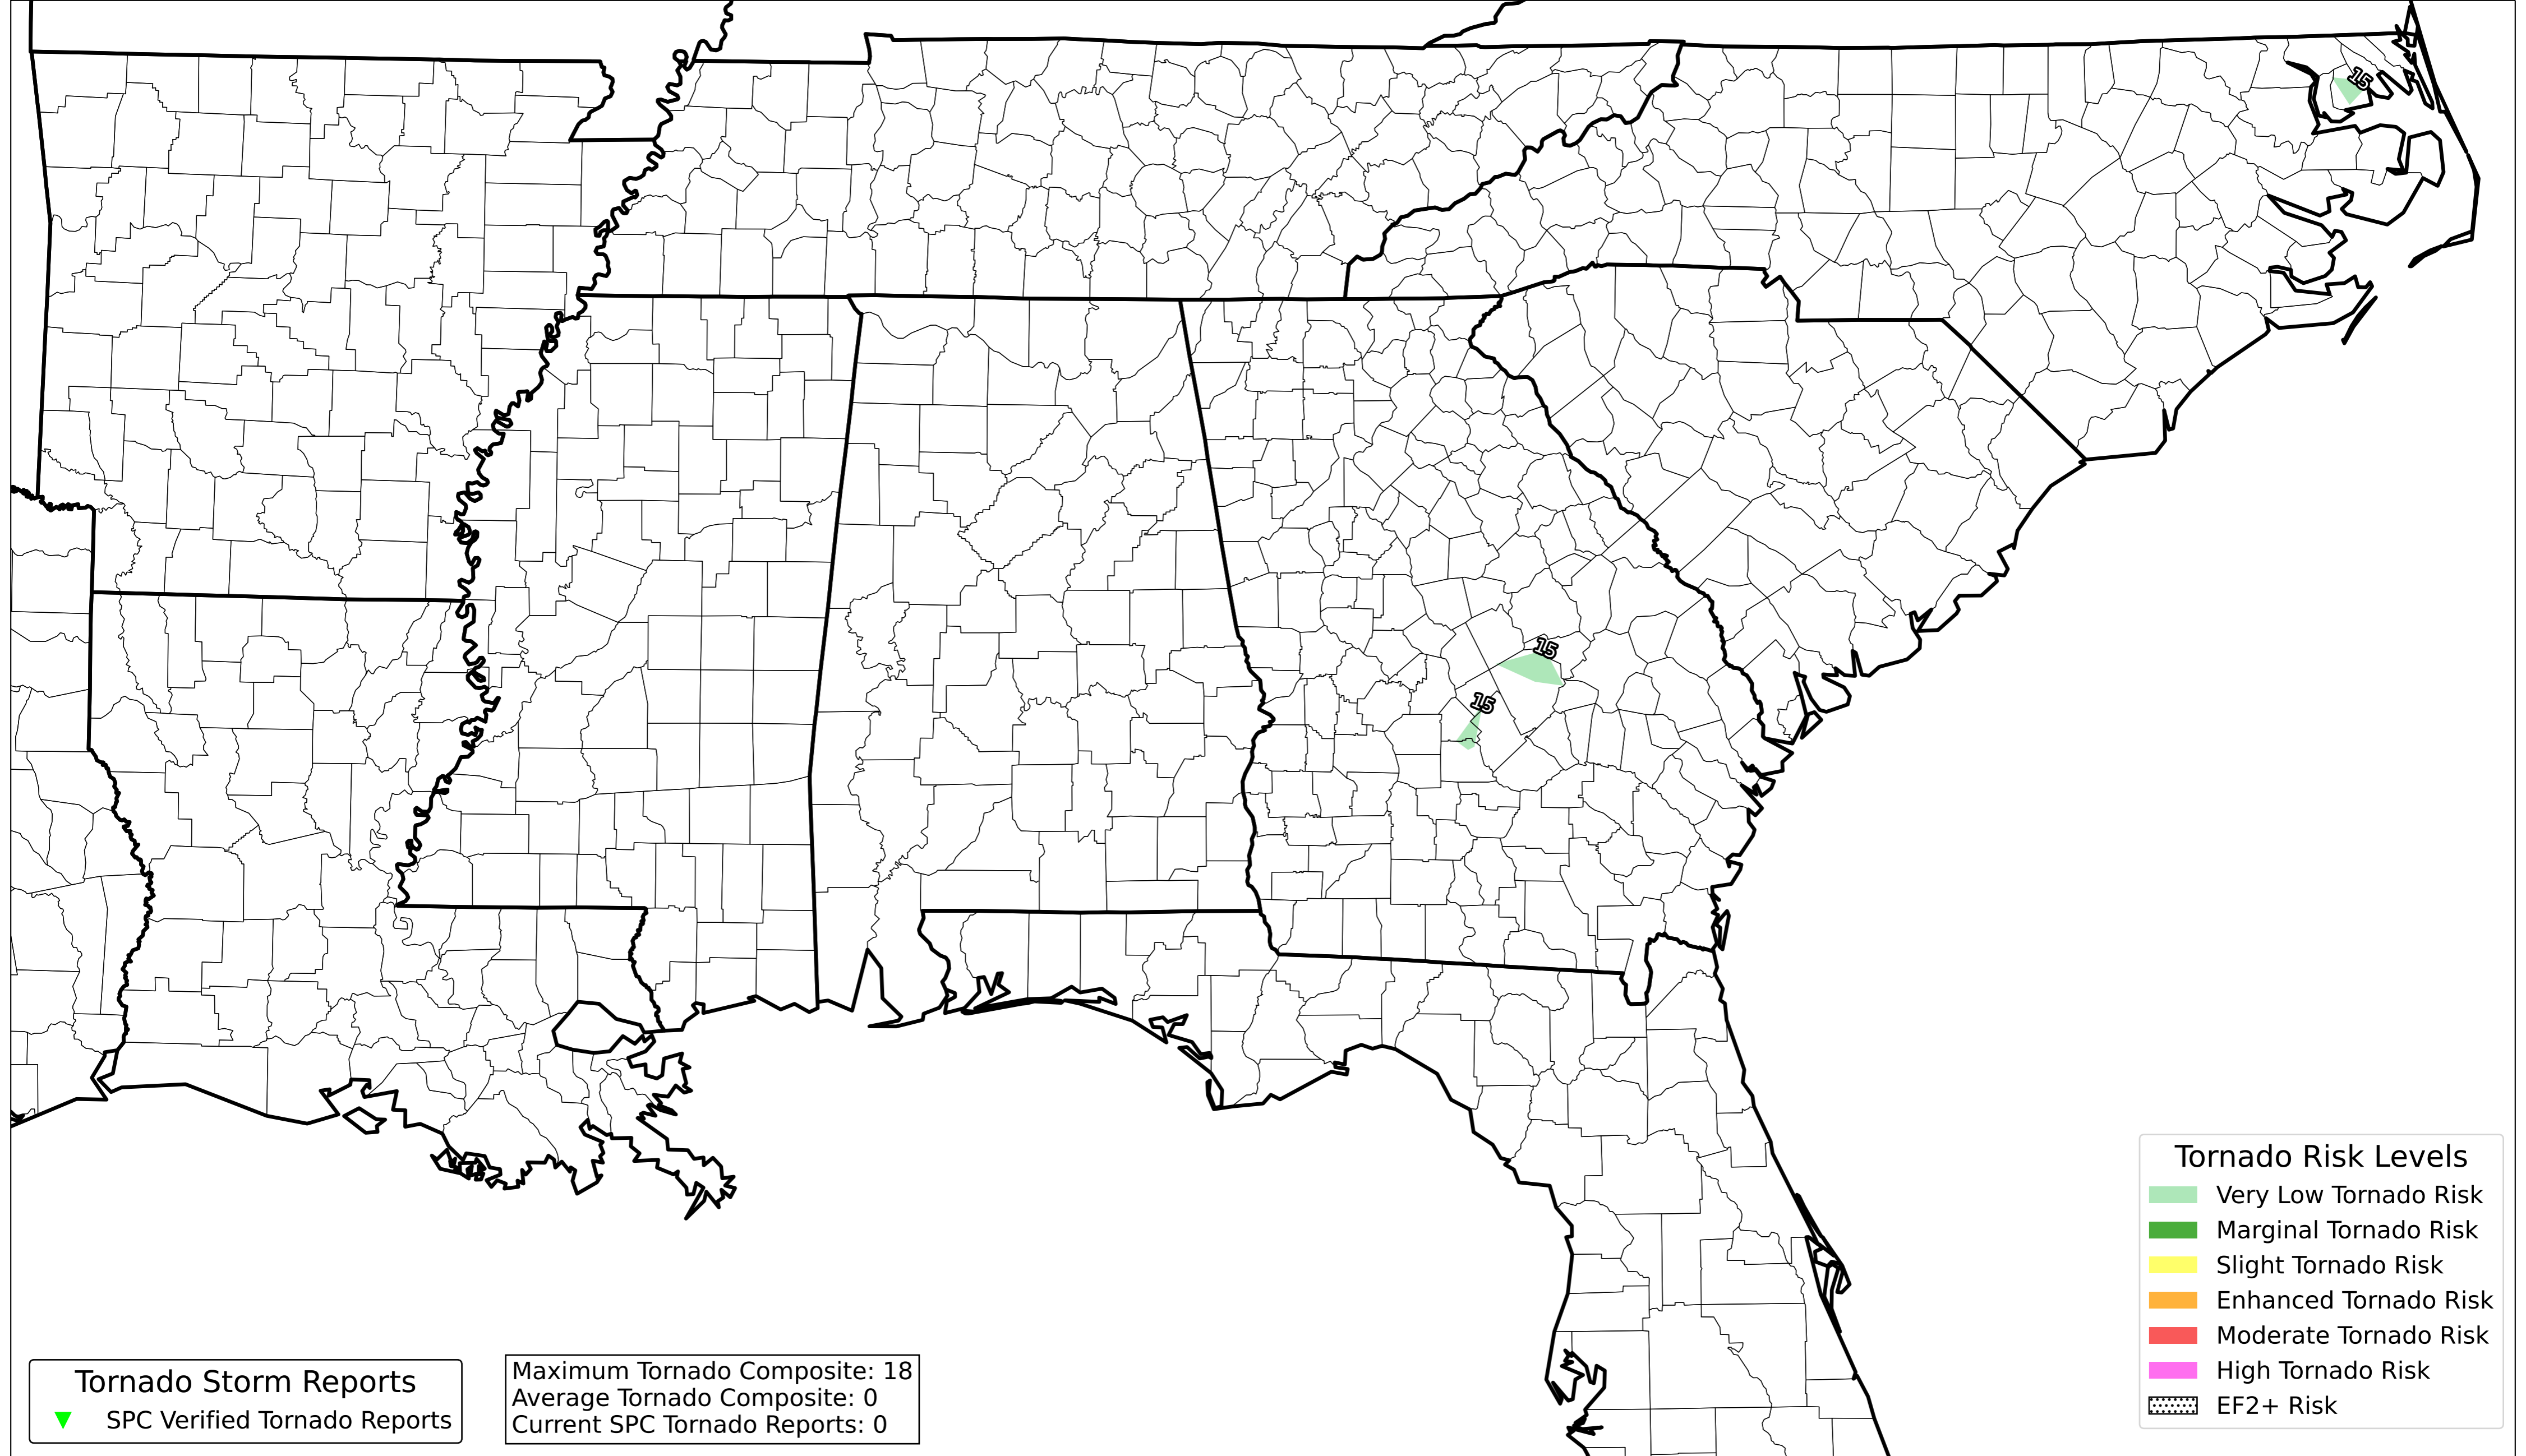 15
15
15
Tornado Risk Levels
Very Low Tornado Risk
Marginal Tornado Risk
Slight Tornado Risk
Enhanced Tornado Risk
Moderate Tornado Risk
High Tornado Risk
EF2+ Risk
Tornado Storm Reports
SPC Verified Tornado Reports
Maximum Tornado Composite: 18
Average Tornado Composite: 0
Current SPC Tornado Reports: 0